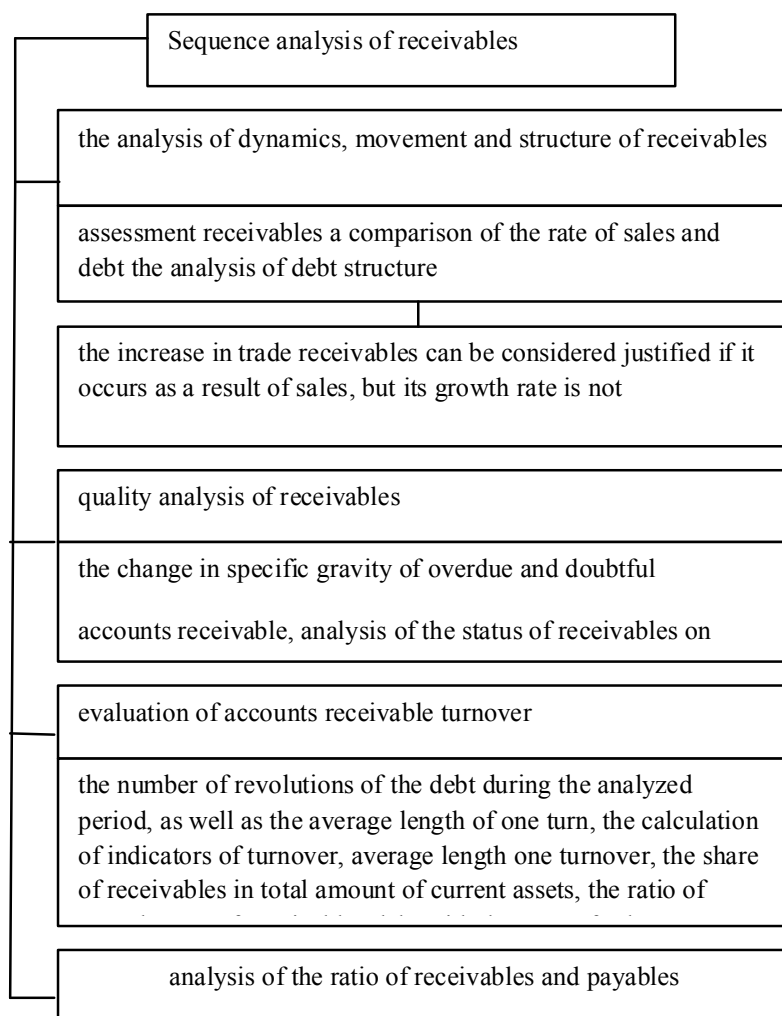 Sequence analysis of receivables
the analysis of dynamics, movement and structure of receivables
assessment receivables a comparison of the rate of sales and
debt the analysis of debt structure
the increase in trade receivables can be considered justified if it
occurs as a result of sales, but its growth rate is not
quality analysis of receivables
the change in specific gravity of overdue and doubtful
accounts receivable, analysis of the status of receivables on
evaluation of accounts receivable turnover
the number of revolutions of the debt during the analyzed
period, as well as the average length of one turn, the calculation
of indicators of turnover, average length one turnover, the share
of receivables in total amount of current assets, the ratio of
analysis of the ratio of receivables and payables